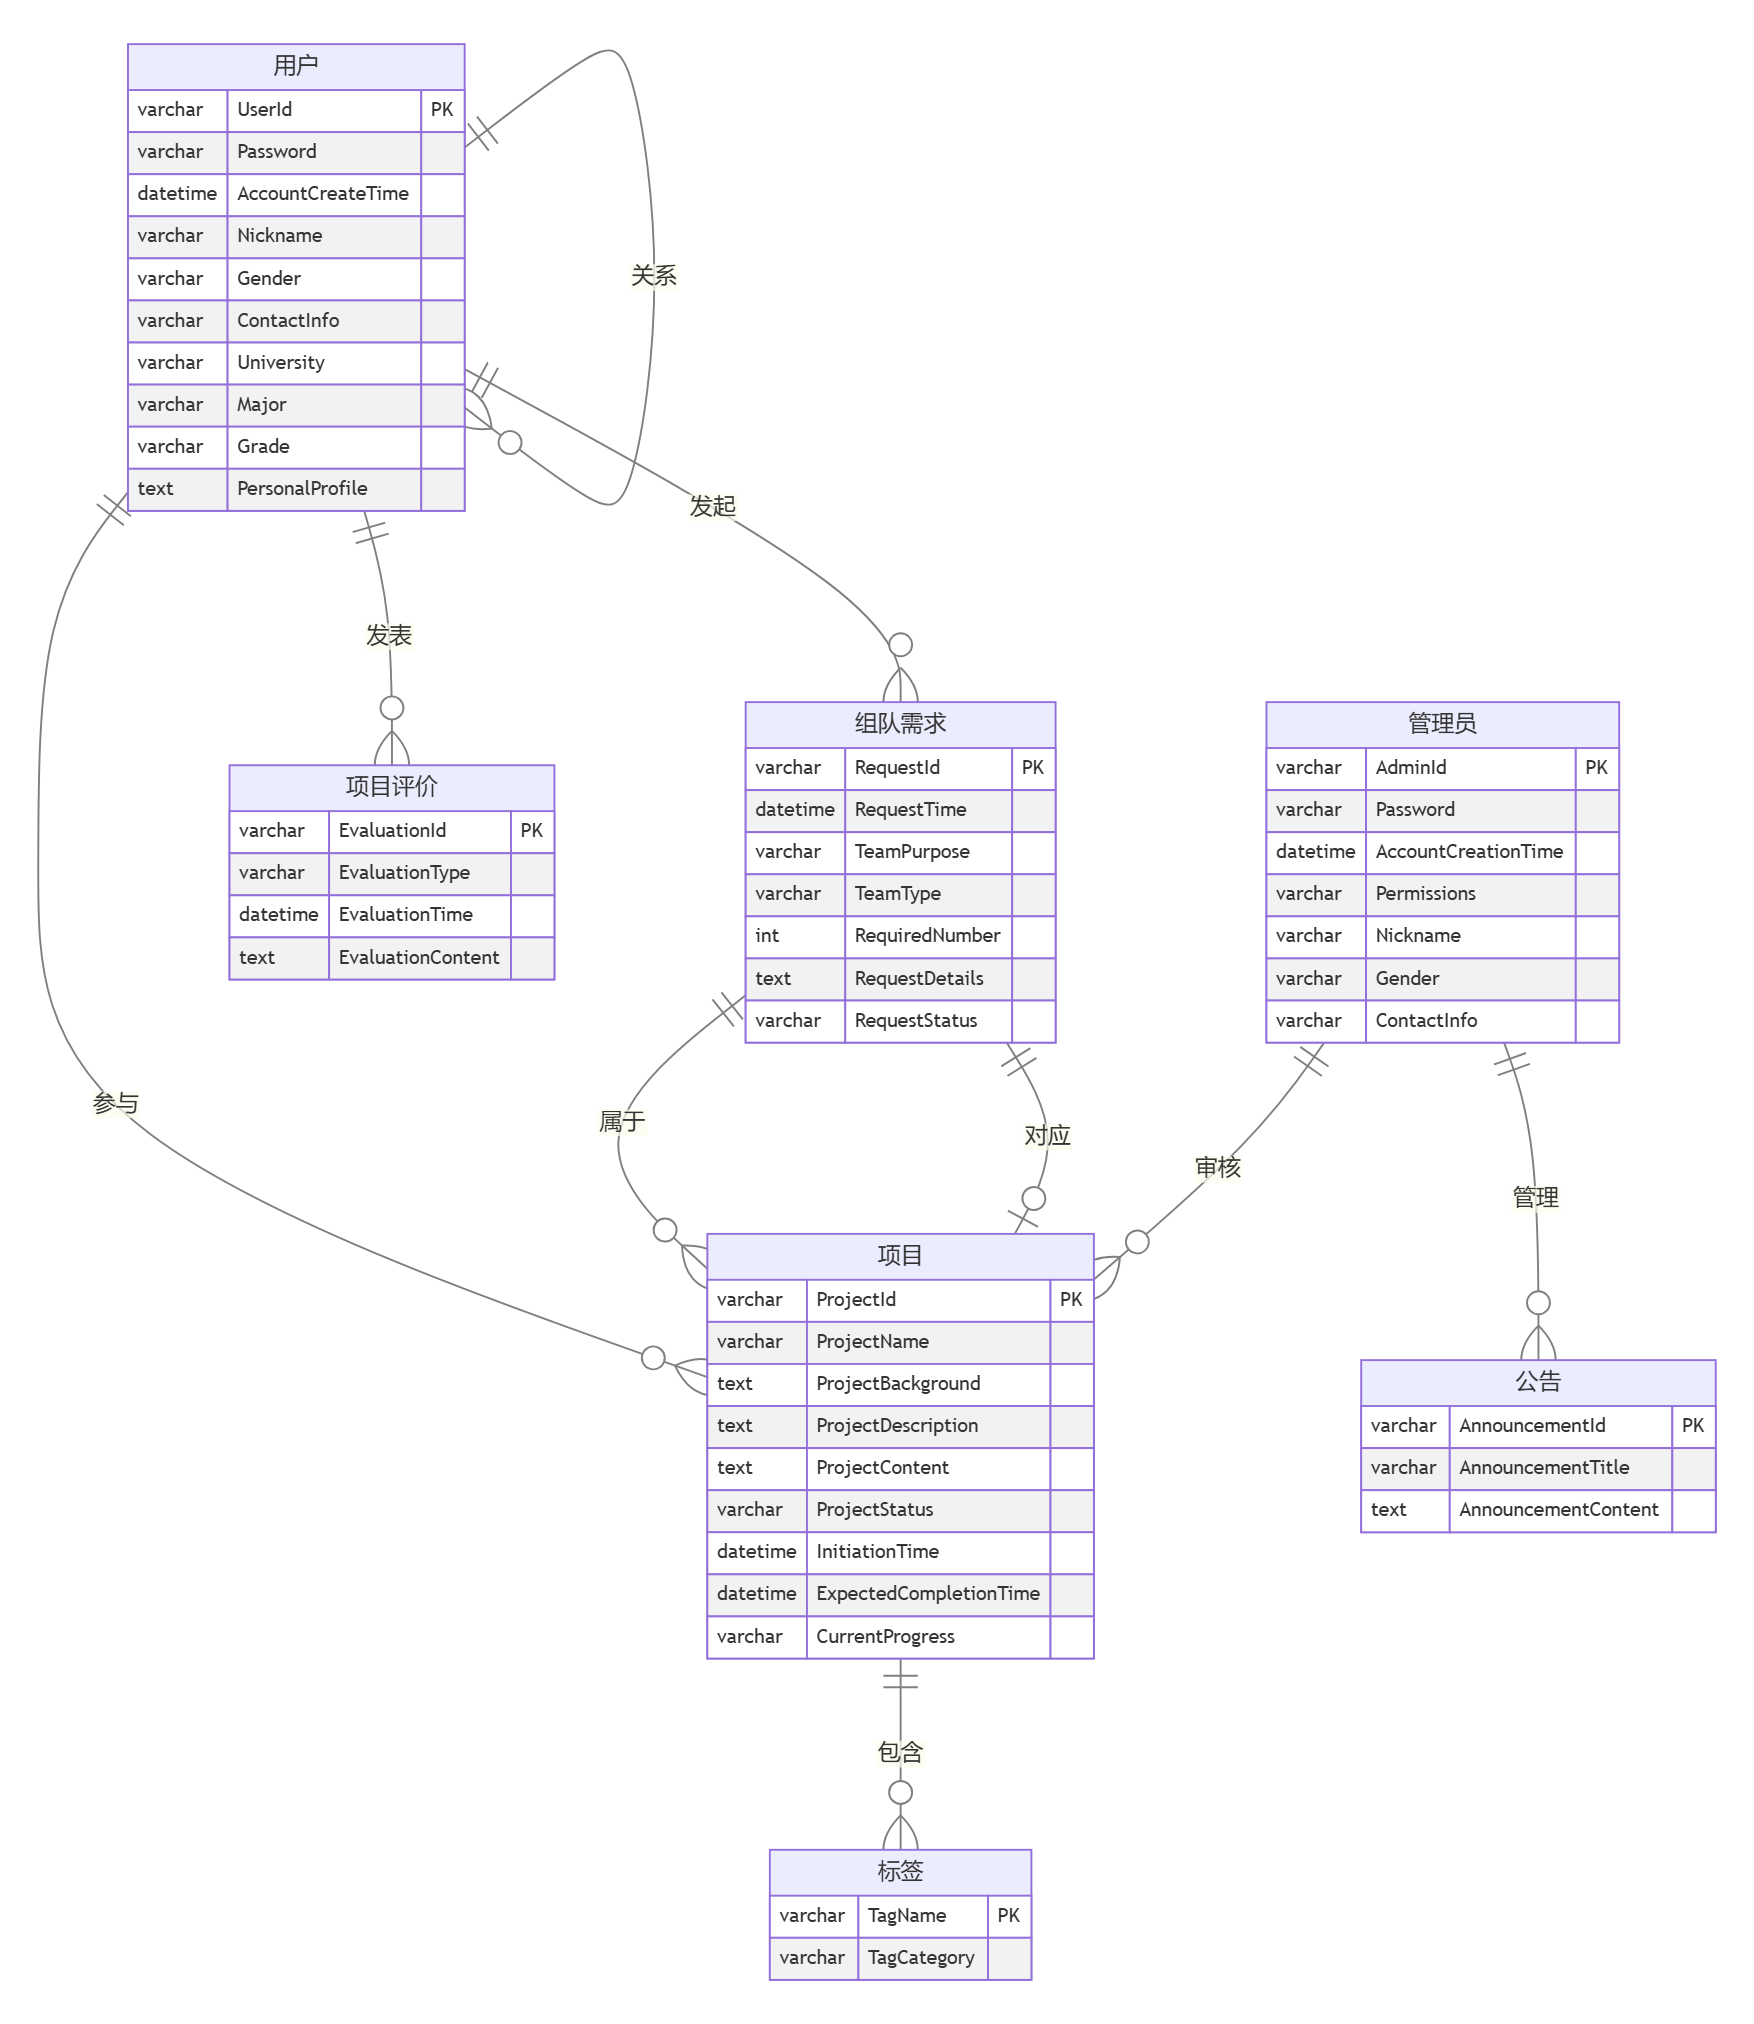 用户
varchar UserId PK
varchar Password
datetime AccountCreateTime
varchar Nickname
varchar Gender
varchar ContactInfo
varchar University
varchar Major
varchar Grade
text PersonalProfile
关系
发起
发表
参与
项目评价
varchar EvaluationId PK
varchar EvaluationType
datetime EvaluationTime
text EvaluationContent
组队需求
varchar RequestId PK
datetime RequestTime
varchar TeamPurpose
varchar TeamType
int RequiredNumber
text RequestDetails
varchar RequestStatus
管理员
varchar AdminId PK
varchar Password
datetime AccountCreationTime
varchar Permissions
varchar Nickname
varchar Gender
varchar ContactInfo
属于
对应
审核
管理
项目
varchar ProjectId PK
varchar ProjectName
text ProjectBackground
text ProjectDescription
text ProjectContent
varchar ProjectStatus
datetime InitiationTime
datetime ExpectedCompletionTime
varchar CurrentProgress
公告
varchar AnnouncementId PK
varchar AnnouncementTitle
text AnnouncementContent
包含
标签
varchar TagName PK
varchar TagCategory